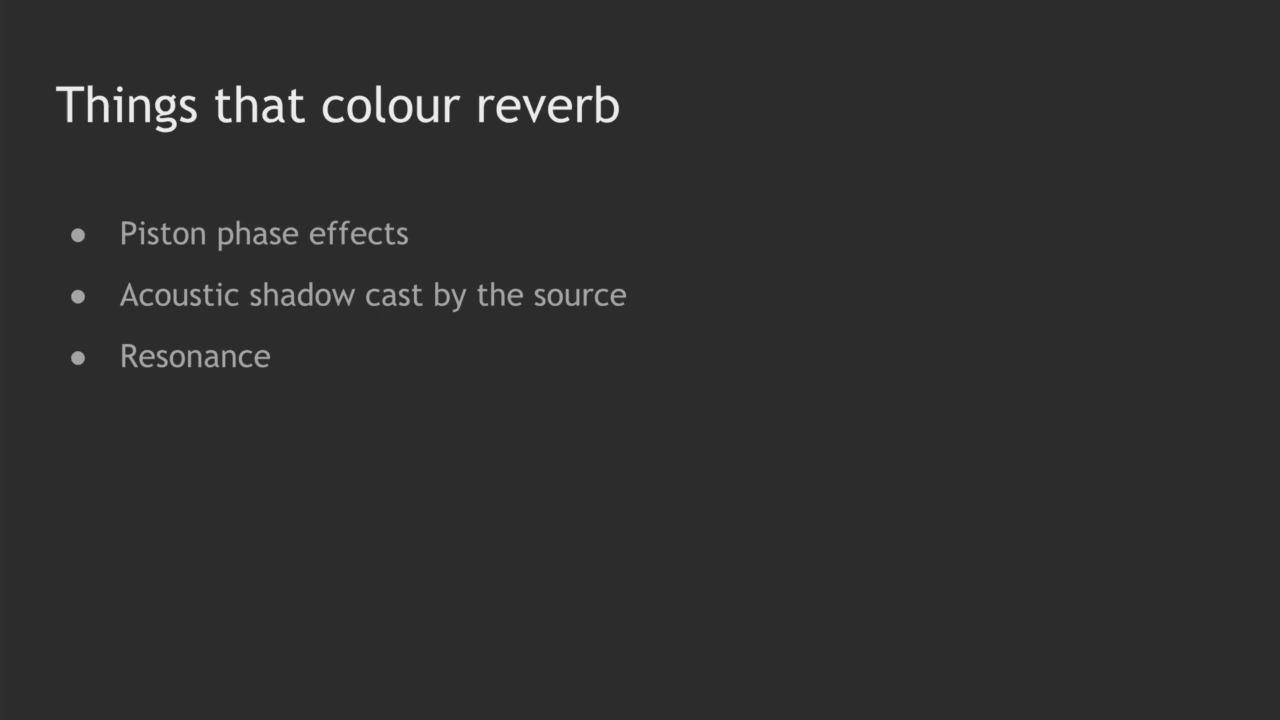 Things that colour reverb
● Piston phase effects
● Acoustic shadow cast by the source
● Resonance